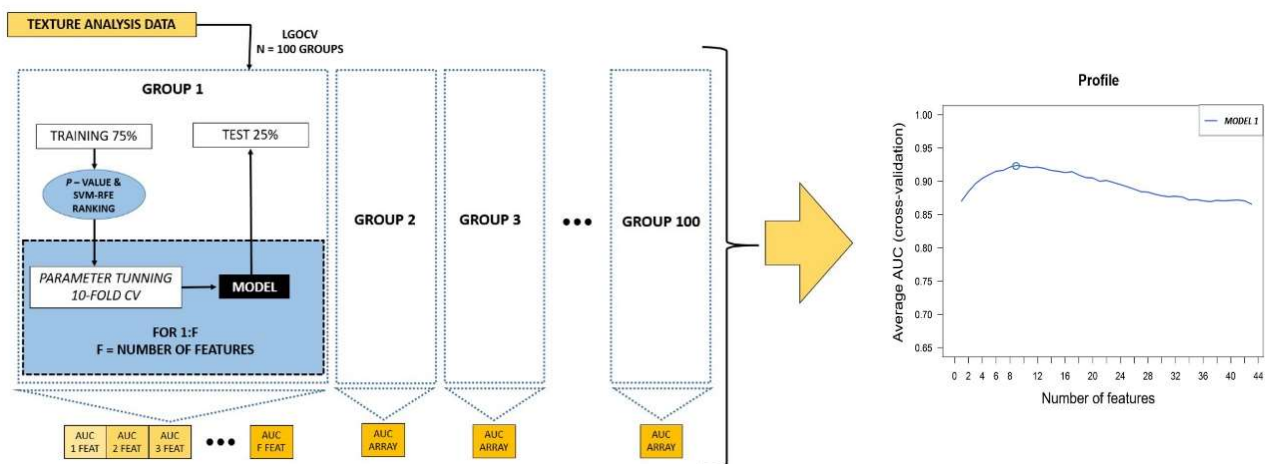 TEXTURE ANALYSIS DATA
LGOCV
N = 100 GROUPS
GROUP 1
TRAINING 75%
TEST 25%
P – VALUE &
SVM-RFE
RANKING
PARAMETER TUNNING
10-FOLD CV
MODEL
FOR 1:F
F = NUMBER OF FEATURES
GROUP 2
GROUP 3
•••
GROUP 100
AUC
1 FEAT
AUC
2 FEAT
AUC
3 FEAT
•••
AUC
F FEAT
AUC
ARRAY
AUC
ARRAY
AUC
ARRAY
Profile
MODEL 1
Average AUC (cross-validation)
1.00
0.95
0.90
0.85
0.80
0.75
0.70
0.65
0 2 4 6 8 12 16 20 24 28 32 36 40 44
Number of features